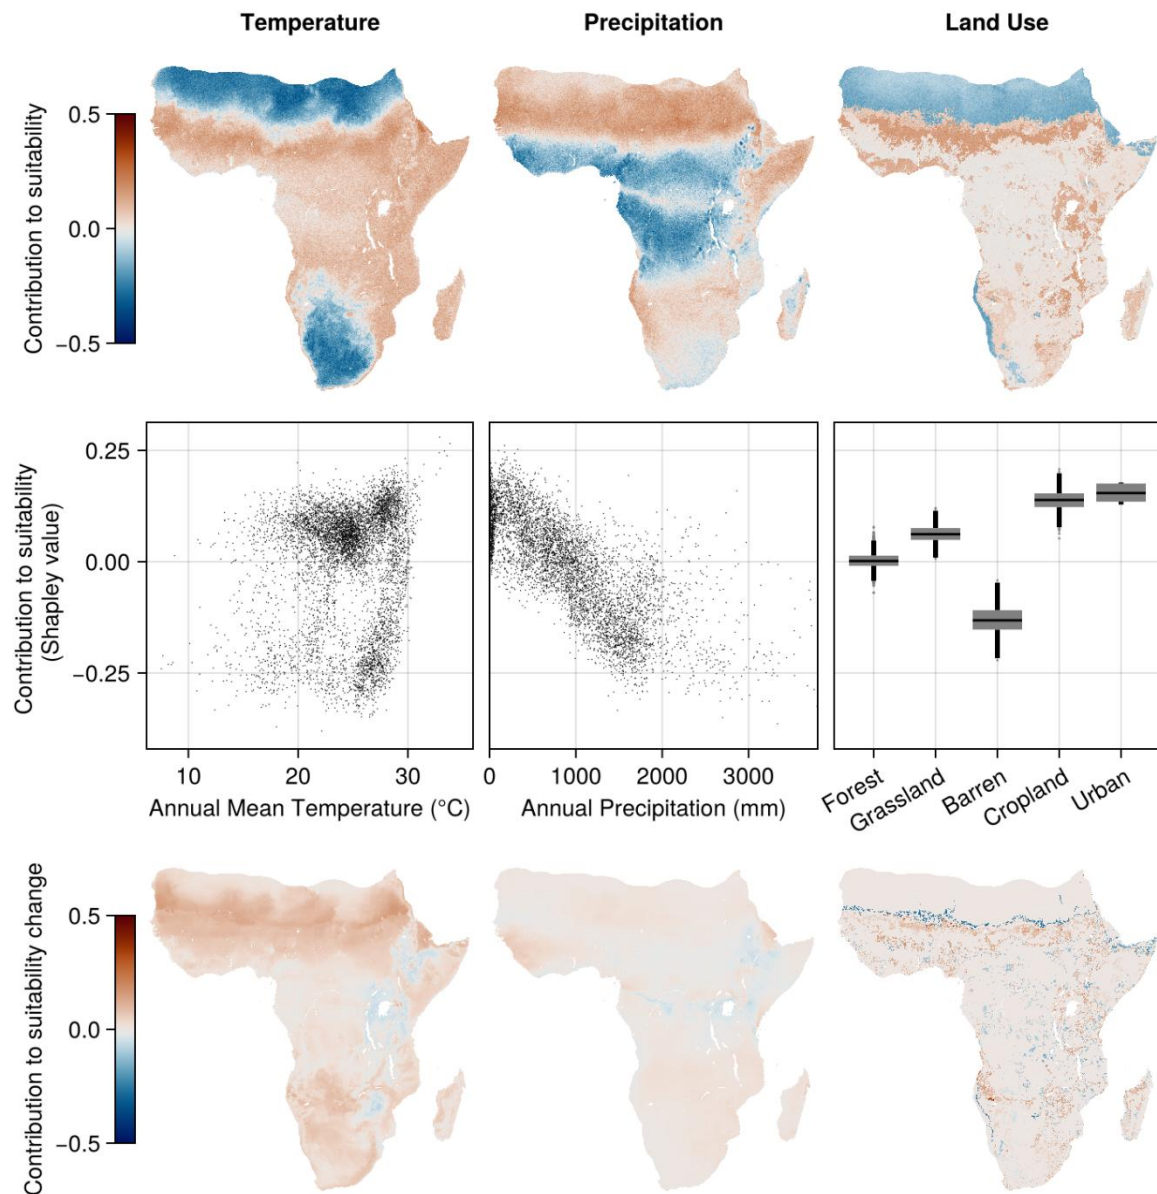 Temperature
Precipitation
Land Use
Contribution to suitability
0.5
0.0
−0.5
Contribution to suitability
(Shapley value)
0.25
0.00
−0.25
10
20
30
Annual Mean Temperature (°C)
0
1000
2000
3000
Annual Precipitation (mm)
Forest
Grassland
Barren
Cropland
Urban
Contribution to suitability change
0.5
0.0
−0.5